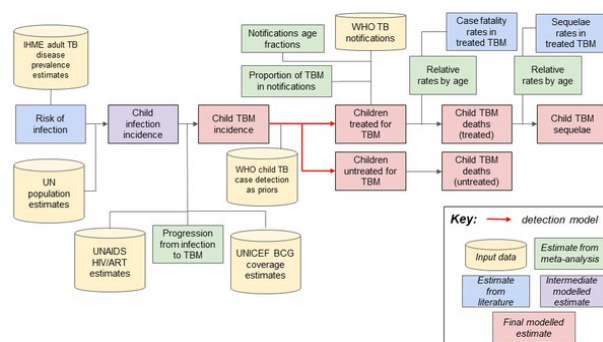 IHME adult TB
disease
prevalence
estimates
Notifications age
fractions
WHO TB
notifications
Case fatality
rates in
treated TBM
Sequelae
rates in
treated TBM
Proportion of TBM
in notifications
Relative
rates by age
Relative
rates by age
Risk of
infection
Child
infection
incidence
Child TBM
incidence
Children
treated for
TBM
Child TBM
deaths
(treated)
Child TBM
sequelae
UN
population
estimates
WHO child TB
case detection
as priors
Children
untreated for
TBM
Child TBM
deaths
(untreated)
UNAIDS
HIV/ART
estimates
Progression
from infection
to TBM
UNICEF BCG
coverage
estimates
Key: detection model
Input data
Estimate from
meta-analysis
Estimate
from
literature
Intermediate
modelled
estimate
Final modelled
estimate